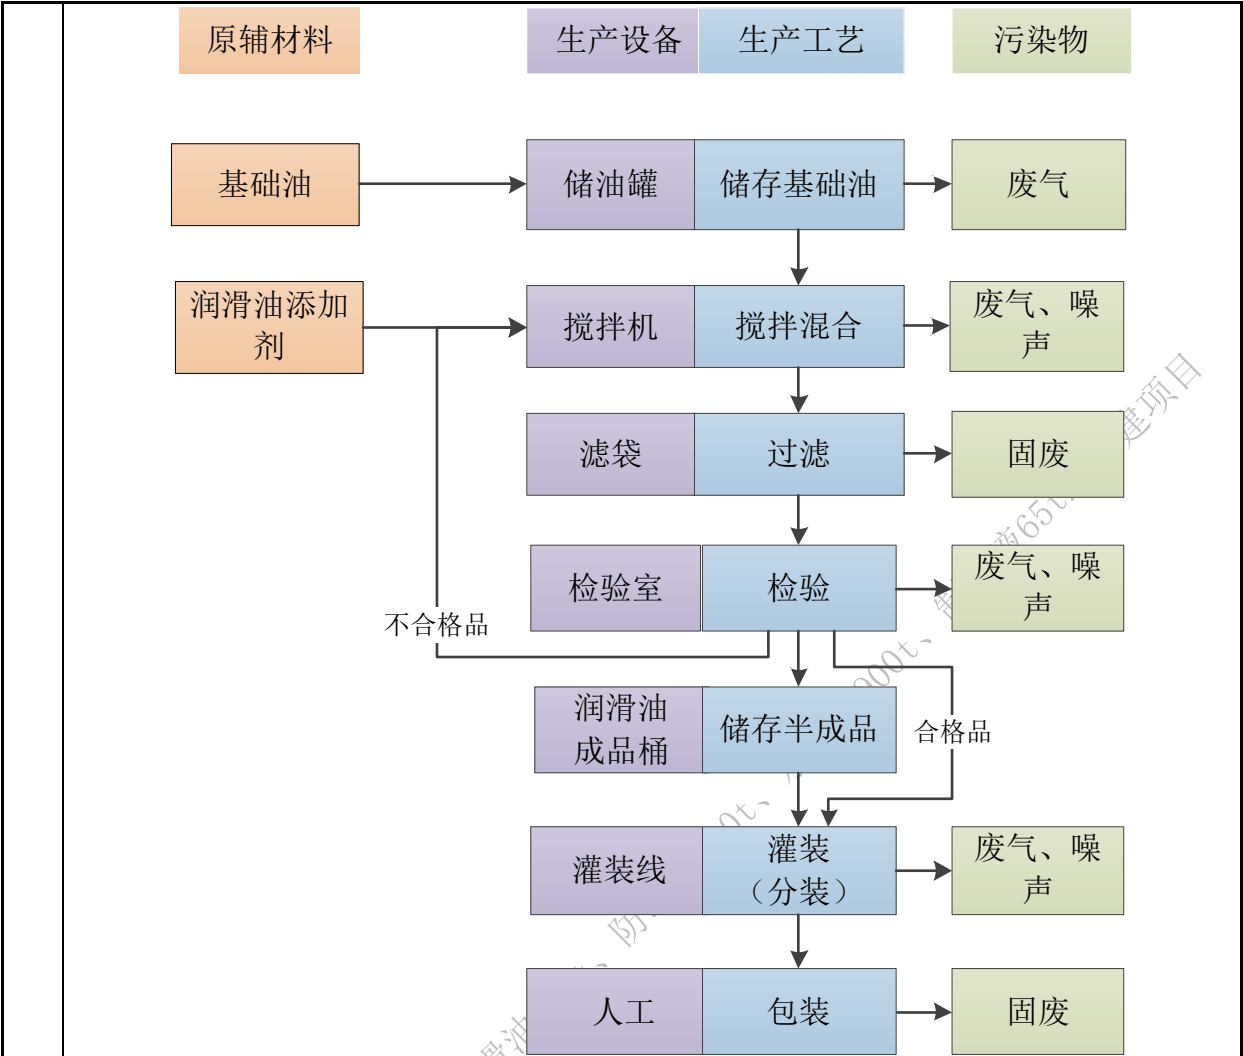 原辅材料
生产设备
生产工艺
污染物
基础油
储油罐
储存基础油
废气
润滑油添加
剂
搅拌机
搅拌混合
废气、噪
声
滤袋
过滤
固废
检验室
检验
废气、噪
声
不合格品
润滑油
成品桶
储存半成品
合格品
灌装线
灌装
（分装）
废气、噪
声
人工
包装
固废